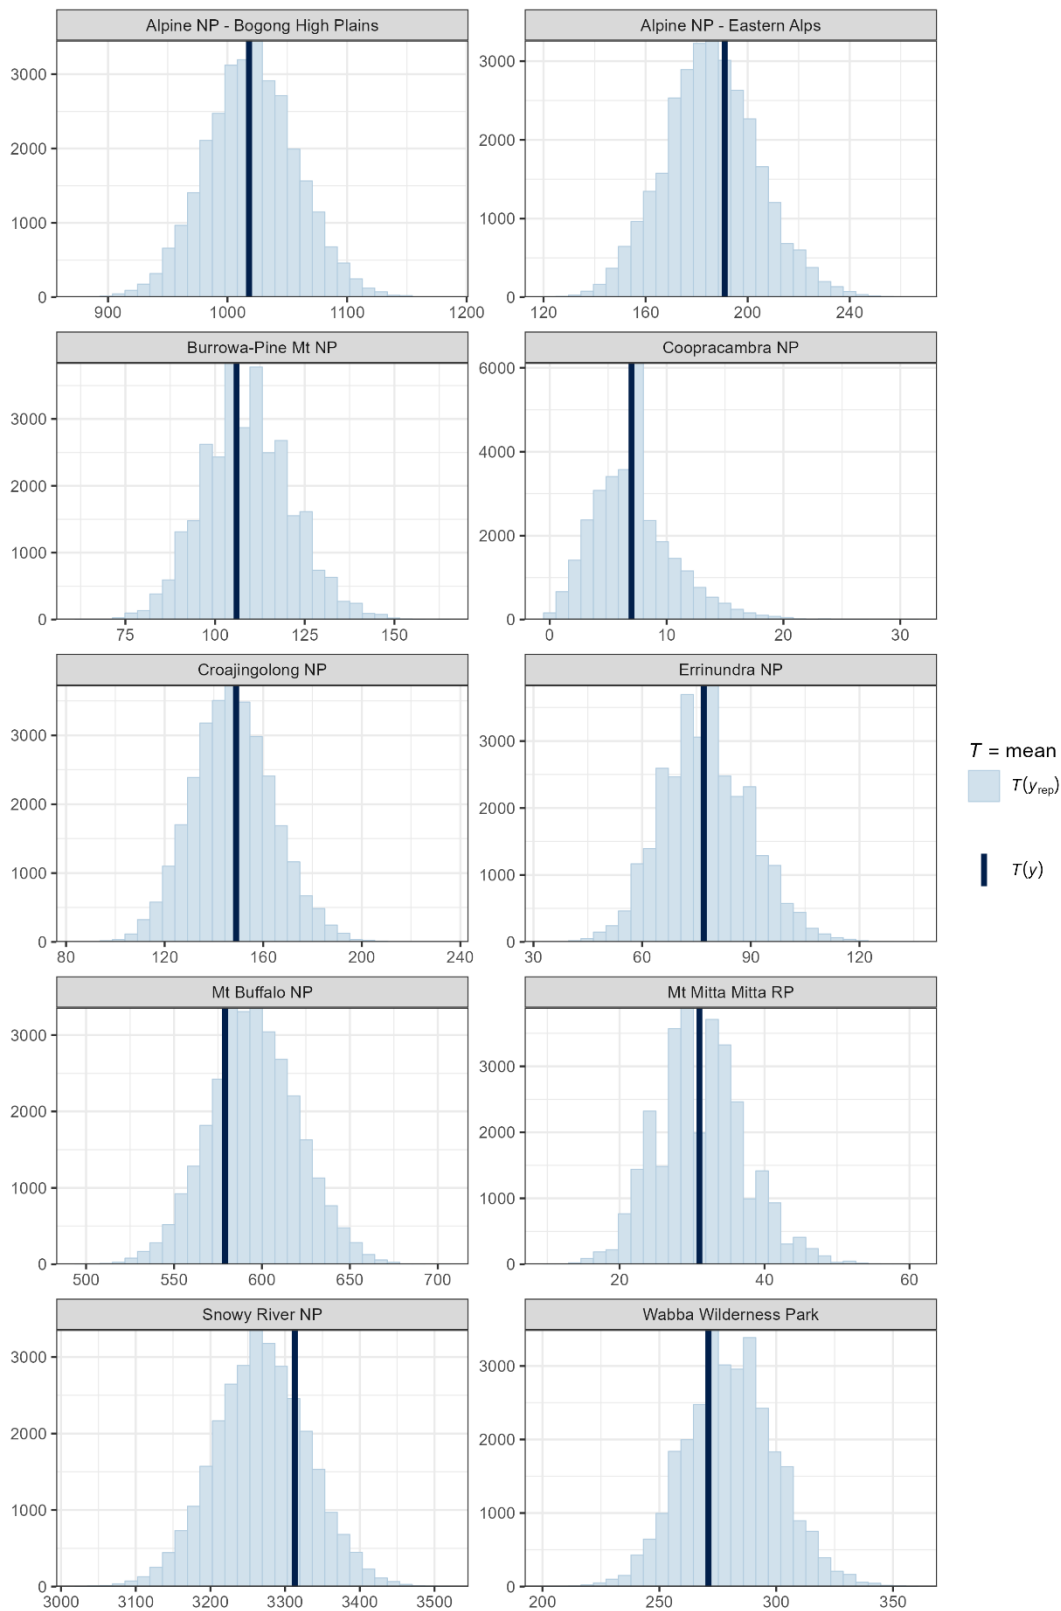 Alpine NP - Bogong High Plains
Alpine NP - Eastern Alps
3000
2000
1000
0
900 1000 1100 1200
3000
2000
1000
0
120 160 200 240
Burrowa-Pine Mt NP
Coopracambra NP
3000
2000
1000
0
75 100 125 150
6000
4000
2000
0
0 10 20 30
Croajingolong NP
Errinundra NP
3000
2000
1000
0
80 120 160 200 240
3000
2000
1000
0
30 60 90 120
T = mean
T(yrep)
T(y)
Mt Buffalo NP
Mt Mitta Mitta RP
3000
2000
1000
0
500 550 600 650 700
3000
2000
1000
0
20 40 60
Snowy River NP
Wabba Wilderness Park
3000
2000
1000
0
3000 3100 3200 3300 3400 3500
3000
2000
1000
0
200 250 300 350